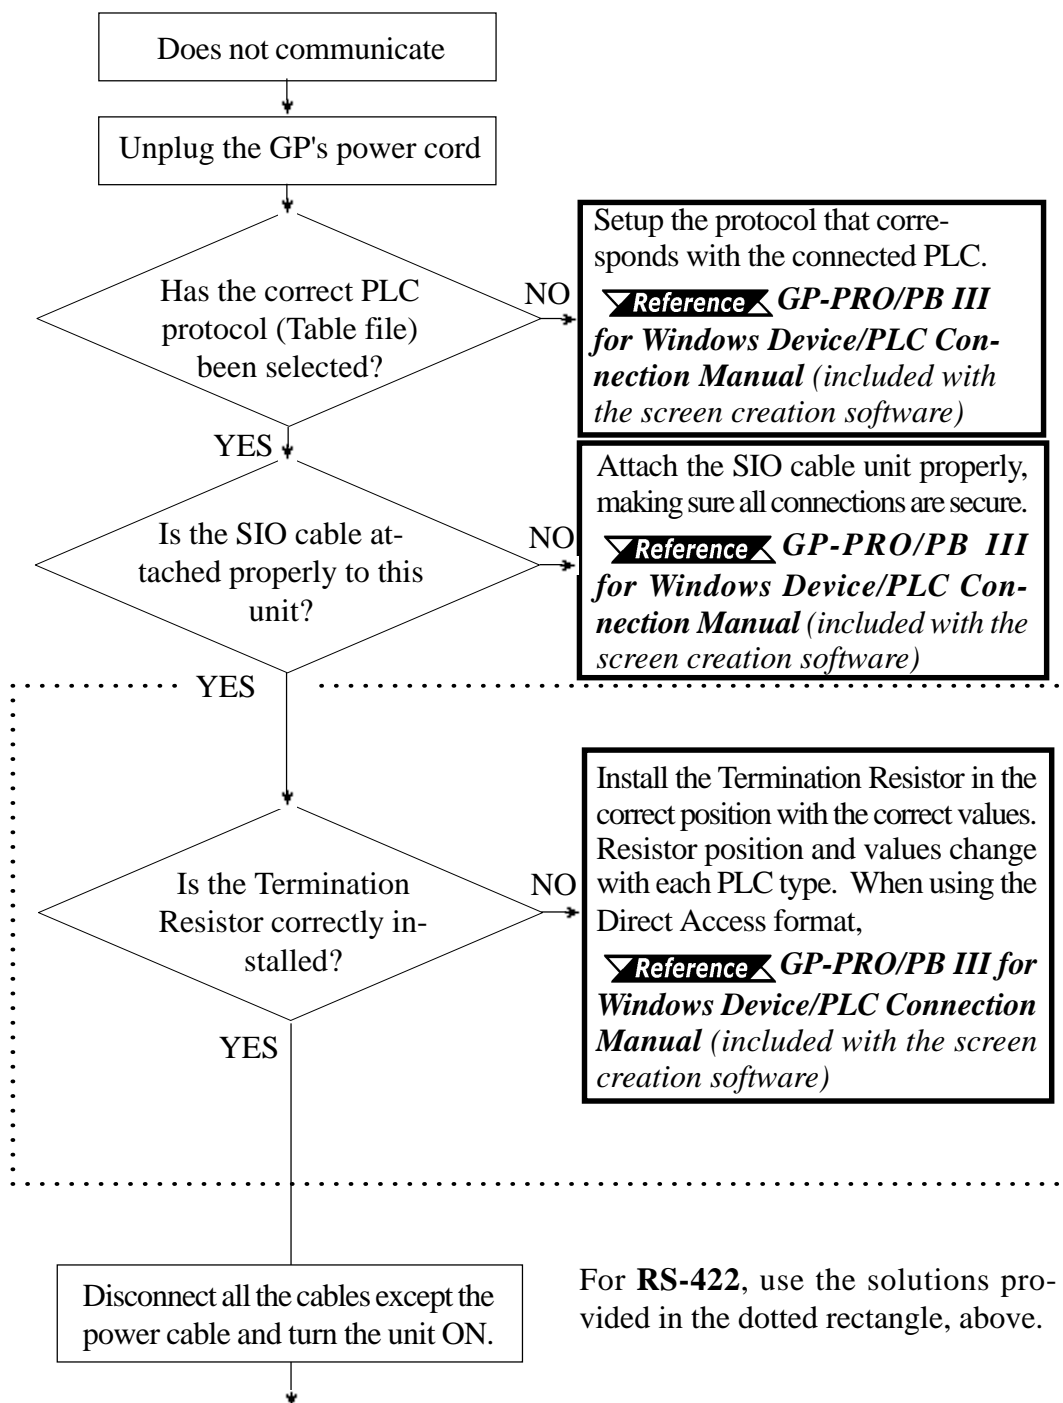 Does not communicate
Unplug the GP's power cord
Has the correct PLC
protocol (Table file)
been selected?
NO
Setup the protocol that corre-
sponds with the connected PLC.
Reference GP-PRO/PB III
for Windows Device/PLC Con-
nection Manual (included with
the screen creation software)
YES
Is the SIO cable at-
tached properly to this
unit?
NO
Attach the SIO cable unit properly,
making sure all connections are secure.
Reference GP-PRO/PB III
for Windows Device/PLC Con-
nection Manual (included with the
screen creation software)
YES
Is the Termination
Resistor correctly in-
stalled?
NO
Install the Termination Resistor in the
correct position with the correct values.
Resistor position and values change
with each PLC type. When using the
Direct Access format,
Reference GP-PRO/PB III for
Windows Device/PLC Connection
Manual (included with the screen
creation software)
YES
Disconnect all the cables except the
power cable and turn the unit ON.
For RS-422, use the solutions pro-
vided in the dotted rectangle, above.